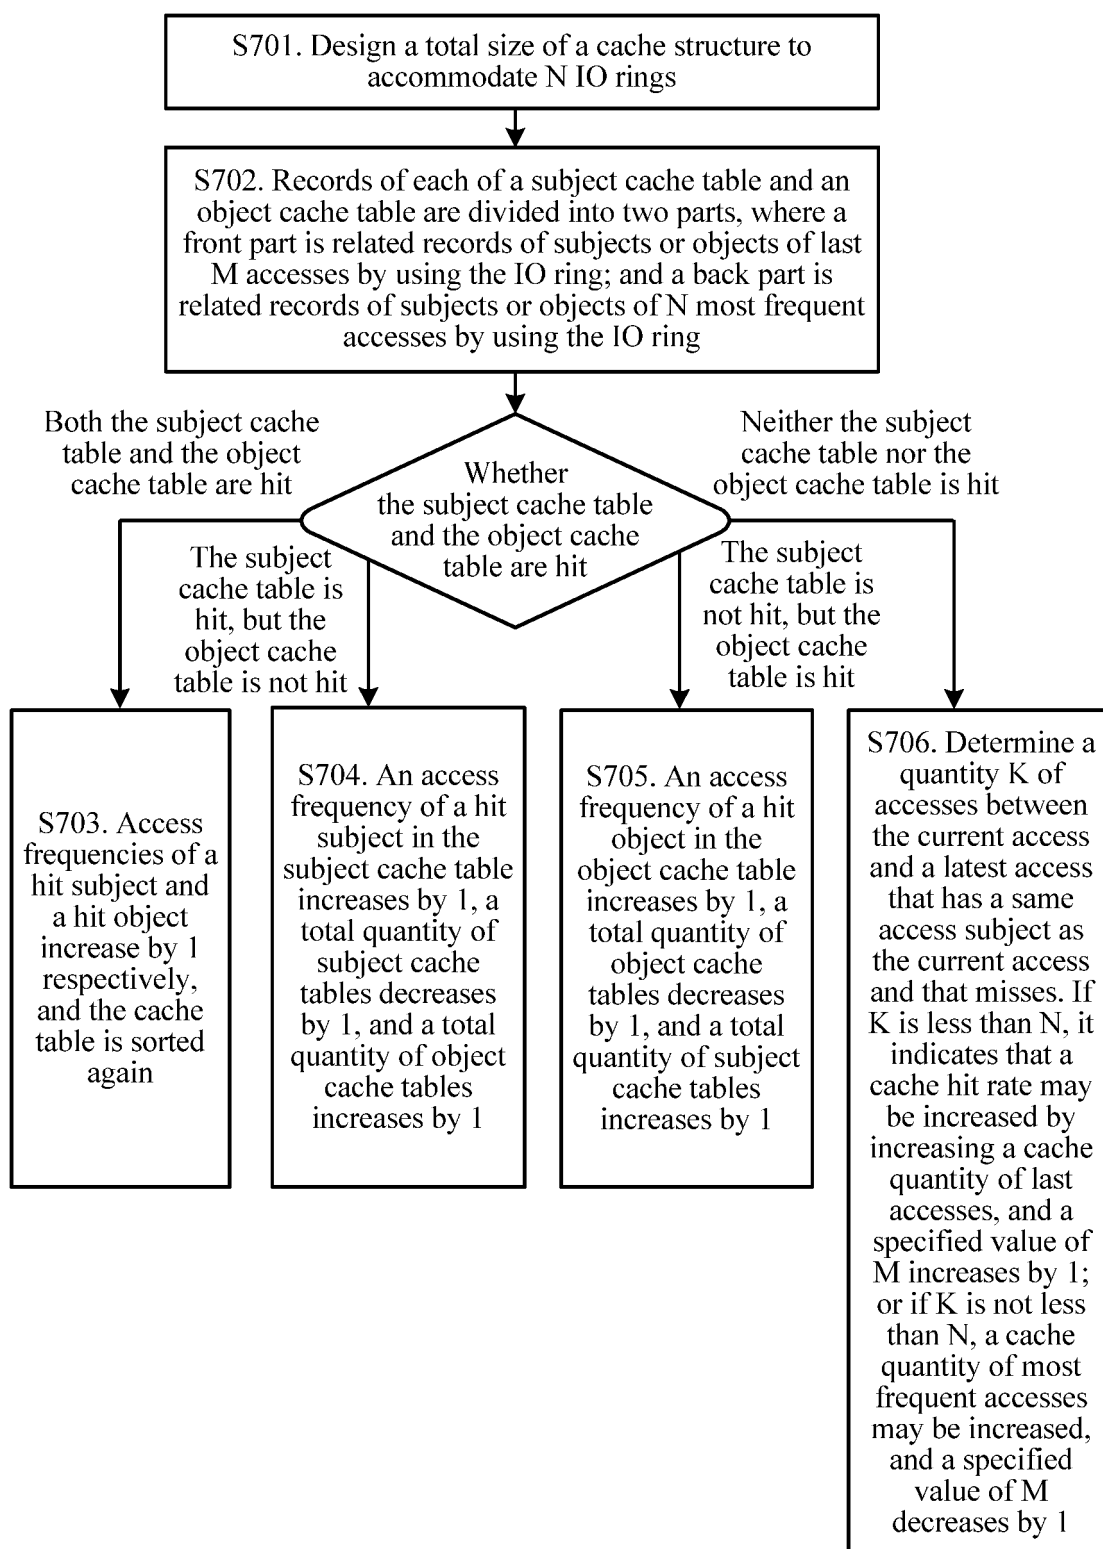 S701. Design a total size of a cache structure to
accommodate N IO rings
S702. Records of each of a subject cache table and an
object cache table are divided into two parts, where a
front part is related records of subjects or objects of last
M accesses by using the IO ring; and a back part is
related records of subjects or objects of N most frequent
accesses by using the IO ring
Both the subject cache
table and the object
cache table are hit
Whether
the subject cache table
and the object cache
table are hit
Neither the subject
cache table nor the
object cache table is hit
The subject
cache table is
hit, but the
object cache
table is not hit
The subject
cache table is
not hit, but the
object cache
table is hit
S703. Access
frequencies of a
hit subject and
a hit object
increase by 1
respectively,
and the cache
table is sorted
again
S704. An access
frequency of a hit
subject in the
subject cache table
increases by 1, a
total quantity of
subject cache
tables decreases
by 1, and a total
quantity of object
cache tables
increases by 1
S705. An access
frequency of a hit
object in the
object cache table
increases by 1, a
total quantity of
object cache
tables decreases
by 1, and a total
quantity of subject
cache tables
increases by 1
S706. Determine a
quantity K of
accesses between
the current access
and a latest access
that has a same
access subject as
the current access
and that misses. If
K is less than N, it
indicates that a
cache hit rate may
be increased by
increasing a cache
quantity of last
accesses, and a
specified value of
M increases by 1;
or if K is not less
than N, a cache
quantity of most
frequent accesses
may be increased,
and a specified
value of M
decreases by 1